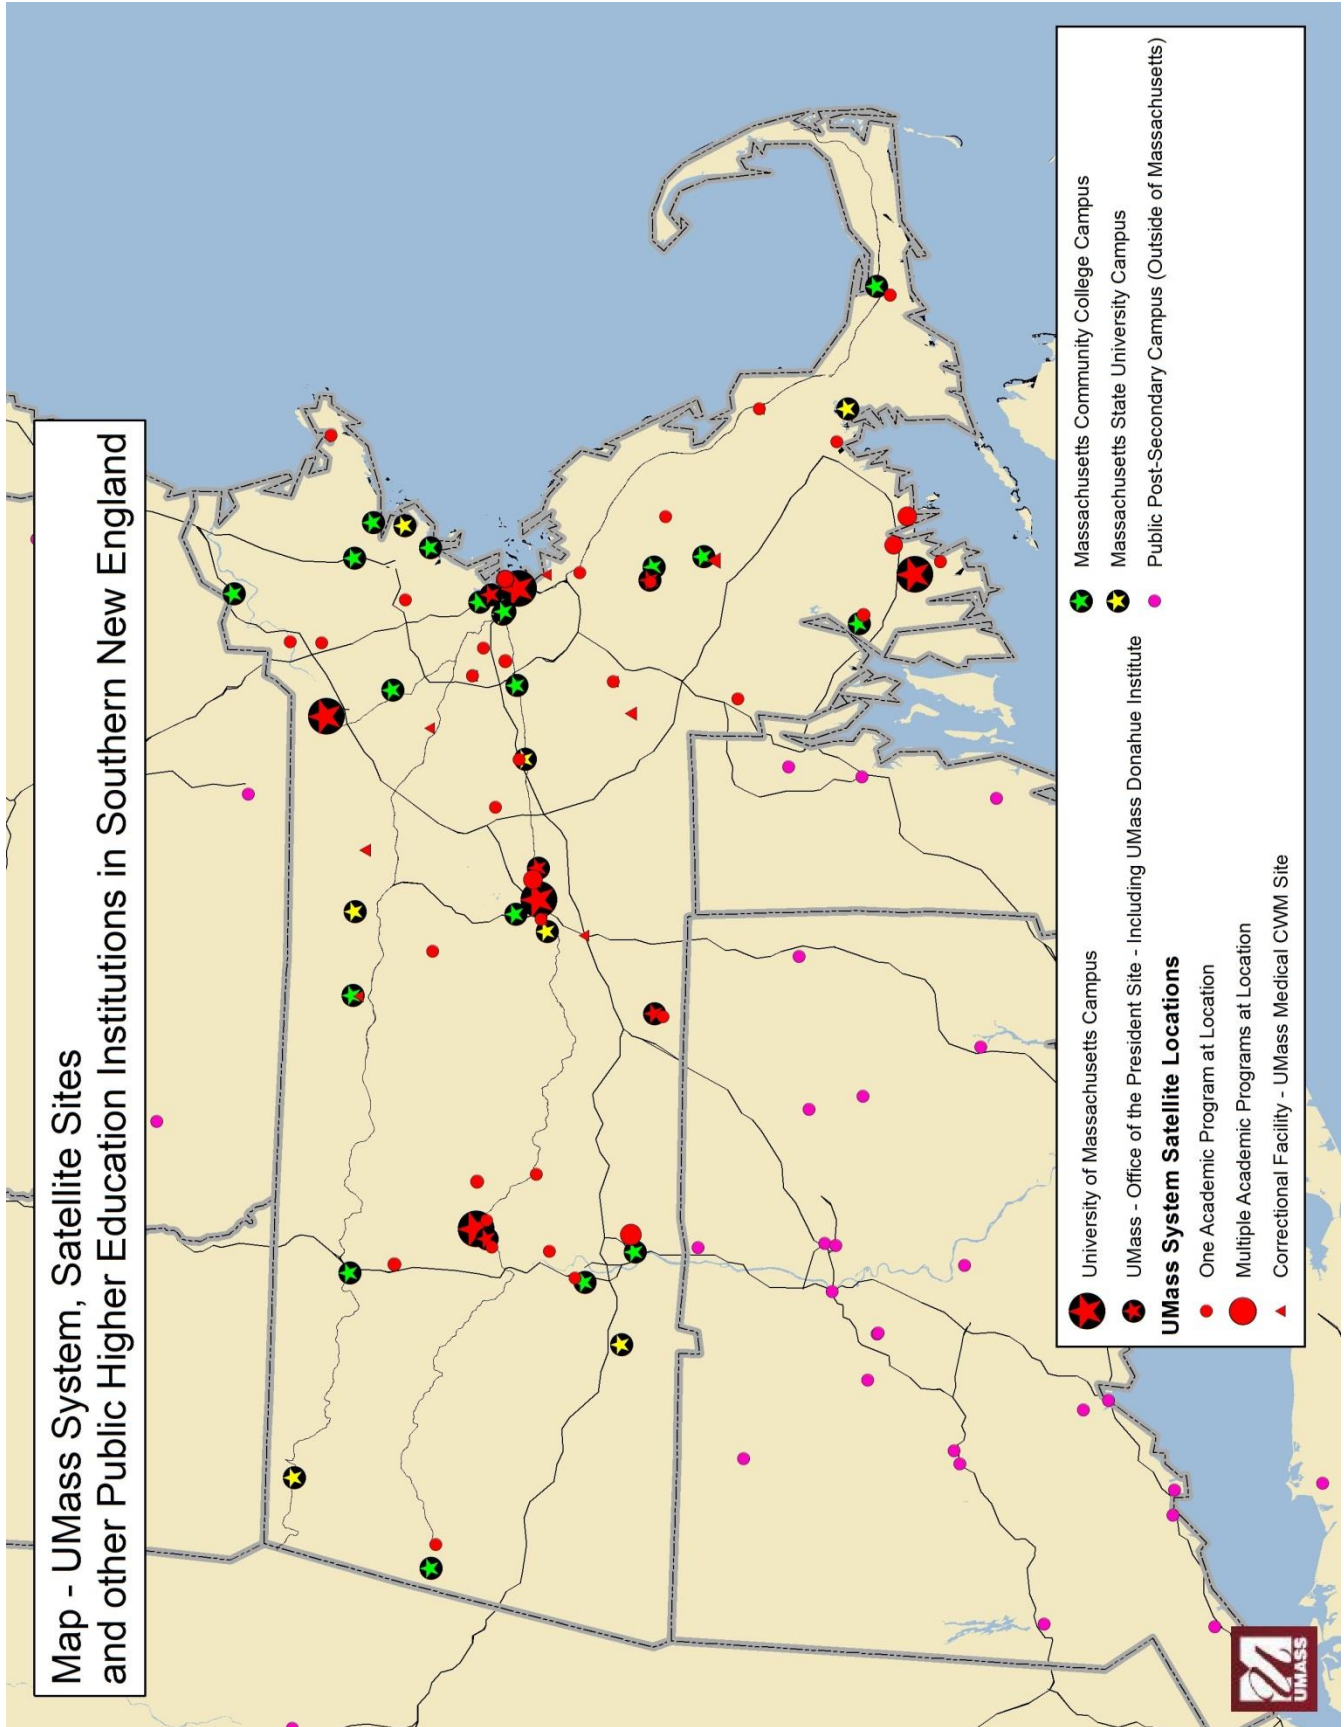 Map - UMass System, Satellite Sites
and other Public Higher Education Institutions in Southern New England
University of Massachusetts Campus
UMass - Office of the President Site - Including UMass Donahue Institute
UMass System Satellite Locations
One Academic Program at Location
Multiple Academic Programs at Location
Correctional Facility - UMass Medical CWM Site
Massachusetts Community College Campus
Massachusetts State University Campus
Public Post-Secondary Campus (Outside of Massachusetts)
UMASS